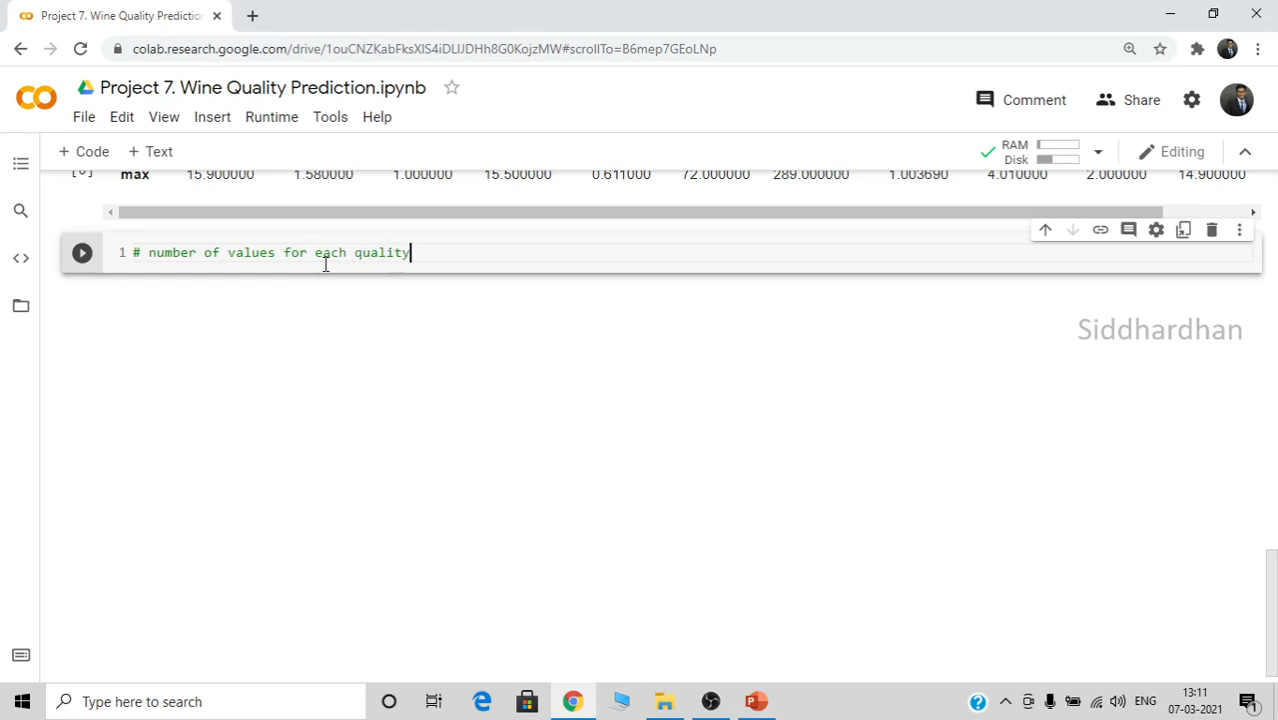 Project 7. Wine Quality Predictio
colab.research.google.com/drive/1ouCNZKabFksXIS4iDLIJDHh8G0KojzMW#scrollTo=B6mep7GEoLNp
Project 7. Wine Quality Prediction.ipynb
Comment
Share
File Edit View Insert Runtime Tools Help
+ Code + Text
RAM
Disk
Editing
max 15.900000 1.580000 1.000000 15.500000 0.611000 72.000000 289.000000 1.003690 4.010000 2.000000 14.900000
1 # number of values for each quality
Siddhardhan
Type here to search
ENG
13:11
07-03-2021
1